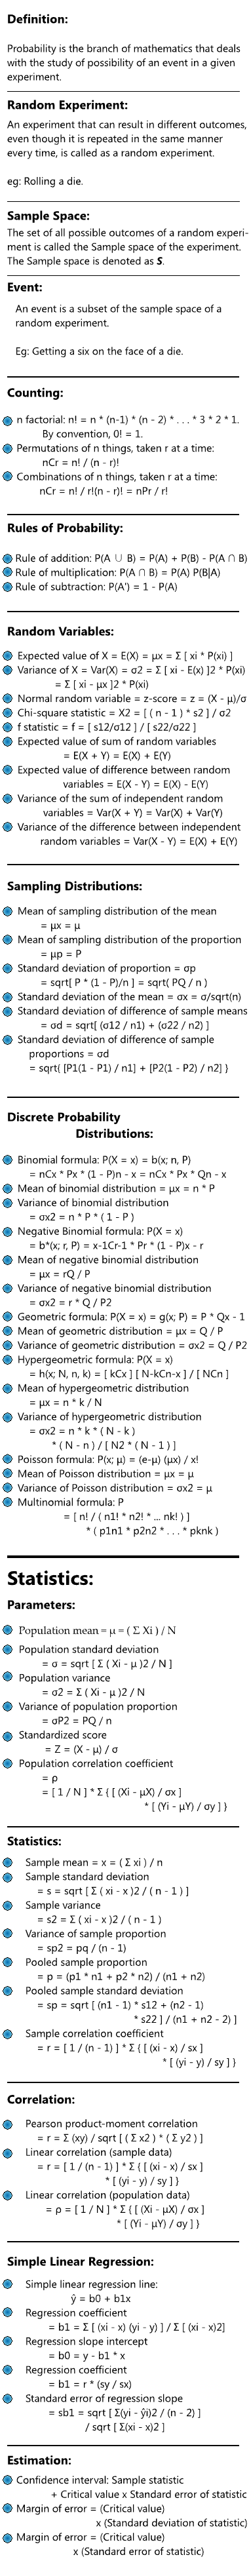 Definition:
Probability is the branch of mathematics that deals
with the study of possibility of an event in a given
experiment.
Random Experiment:
An experiment that can result in different outcomes,
even though it is repeated in the same manner
every time, is called as a random experiment.
eg: Rolling a die.
Sample Space:
The set of all possible outcomes of a random experi-
ment is called the Sample space of the experiment.
The Sample space is denoted as S.
Event:
An event is a subset of the sample space of a
random experiment.
Eg: Getting a six on the face of a die.
Counting:
n factorial: n! = n * (n-1) * (n - 2) * . . . * 3 * 2 * 1.
By convention, 0! = 1.
Permutations of n things, taken r at a time:
nCr = n! / (n - r)!
Combinations of n things, taken r at a time:
nCr = n! / r!(n - r)! = nPr / r!
Rules of Probability:
Rule of addition: P(A ∪ B) = P(A) + P(B) - P(A ∩ B)
Rule of multiplication: P(A ∩ B) = P(A) P(B|A)
Rule of subtraction: P(A') = 1 - P(A)
Random Variables:
Expected value of X = E(X) = μx = Σ [ xi * P(xi) ]
Variance of X = Var(X) = σ2 = Σ [ xi - E(x) ]2 * P(xi)
= Σ [ xi - μx ]2 * P(xi)
Normal random variable = z-score = z = (X - μ)/σ
Chi-square statistic = X2 = [ ( n - 1 ) * s2 ] / σ2
f statistic = f = [ s12/σ12 ] / [ s22/σ22 ]
Expected value of sum of random variables
= E(X + Y) = E(X) + E(Y)
Expected value of difference between random
variables = E(X - Y) = E(X) - E(Y)
Variance of the sum of independent random
variables = Var(X + Y) = Var(X) + Var(Y)
Variance of the difference between independent
random variables = Var(X - Y) = E(X) + E(Y)
Sampling Distributions:
Mean of sampling distribution of the mean
= μx = μ
Mean of sampling distribution of the proportion
= μp = P
Standard deviation of proportion = σp
= sqrt[ P * (1 - P)/n ] = sqrt( PQ / n )
Standard deviation of the mean = σx = σ/sqrt(n)
Standard deviation of difference of sample means
= σd = sqrt[ (σ12 / n1) + (σ22 / n2) ]
Standard deviation of difference of sample
proportions = σd
= sqrt{ [P1(1 - P1) / n1] + [P2(1 - P2) / n2] }
Discrete Probability
Distributions:
Binomial formula: P(X = x) = b(x; n, P)
= nCx * Px * (1 - P)n - x = nCx * Px * Qn - x
Mean of binomial distribution = μx = n * P
Variance of binomial distribution
= σx2 = n * P * ( 1 - P )
Negative Binomial formula: P(X = x)
= b*(x; r, P) = x-1Cr-1 * Pr * (1 - P)x - r
Mean of negative binomial distribution
= μx = rQ / P
Variance of negative binomial distribution
= σx2 = r * Q / P2
Geometric formula: P(X = x) = g(x; P) = P * Qx - 1
Mean of geometric distribution = μx = Q / P
Variance of geometric distribution = σx2 = Q / P2
Hypergeometric formula: P(X = x)
= h(x; N, n, k) = [ kCx ] [ N-kCn-x ] / [ NCn ]
Mean of hypergeometric distribution
= μx = n * k / N
Variance of hypergeometric distribution
= σx2 = n * k * ( N - k )
* ( N - n ) / [ N2 * ( N - 1 ) ]
Poisson formula: P(x; μ) = (e-μ) (μx) / x!
Mean of Poisson distribution = μx = μ
Variance of Poisson distribution = σx2 = μ
Multinomial formula: P
= [ n! / ( n1! * n2! * ... nk! ) ]
* ( p1n1 * p2n2 * . . . * pknk )
Statistics:
Parameters:
Population mean = μ = ( Σ Xi ) / N
Population standard deviation
= σ = sqrt [ Σ ( Xi - μ )2 / N ]
Population variance
= σ2 = Σ ( Xi - μ )2 / N
Variance of population proportion
= σP2 = PQ / n
Standardized score
= Z = (X - μ) / σ
Population correlation coefficient
= ρ
= [ 1 / N ] * Σ { [ (Xi - μX) / σx ]
* [ (Yi - μY) / σy ] }
Statistics:
Sample mean = x = ( Σ xi ) / n
Sample standard deviation
= s = sqrt [ Σ ( xi - x )2 / ( n - 1 ) ]
Sample variance
= s2 = Σ ( xi - x )2 / ( n - 1 )
Variance of sample proportion
= sp2 = pq / (n - 1)
Pooled sample proportion
= p = (p1 * n1 + p2 * n2) / (n1 + n2)
Pooled sample standard deviation
= sp = sqrt [ (n1 - 1) * s12 + (n2 - 1)
* s22 ] / (n1 + n2 - 2) ]
Sample correlation coefficient
= r = [ 1 / (n - 1) ] * Σ { [ (xi - x) / sx ]
* [ (yi - y) / sy ] }
Correlation:
Pearson product-moment correlation
= r = Σ (xy) / sqrt [ ( Σ x2 ) * ( Σ y2 ) ]
Linear correlation (sample data)
= r = [ 1 / (n - 1) ] * Σ { [ (xi - x) / sx ]
* [ (yi - y) / sy ] }
Linear correlation (population data)
= ρ = [ 1 / N ] * Σ { [ (Xi - μX) / σx ]
* [ (Yi - μY) / σy ] }
Simple Linear Regression:
Simple linear regression line:
ŷ = b0 + b1x
Regression coefficient
= b1 = Σ [ (xi - x) (yi - y) ] / Σ [ (xi - x)2]
Regression slope intercept
= b0 = y - b1 * x
Regression coefficient
= b1 = r * (sy / sx)
Standard error of regression slope
= sb1 = sqrt [ Σ(yi - ŷi)2 / (n - 2) ]
/ sqrt [ Σ(xi - x)2 ]
Estimation:
Confidence interval: Sample statistic
+ Critical value x Standard error of statistic
Margin of error = (Critical value)
x (Standard deviation of statistic)
Margin of error = (Critical value)
x (Standard error of statistic)